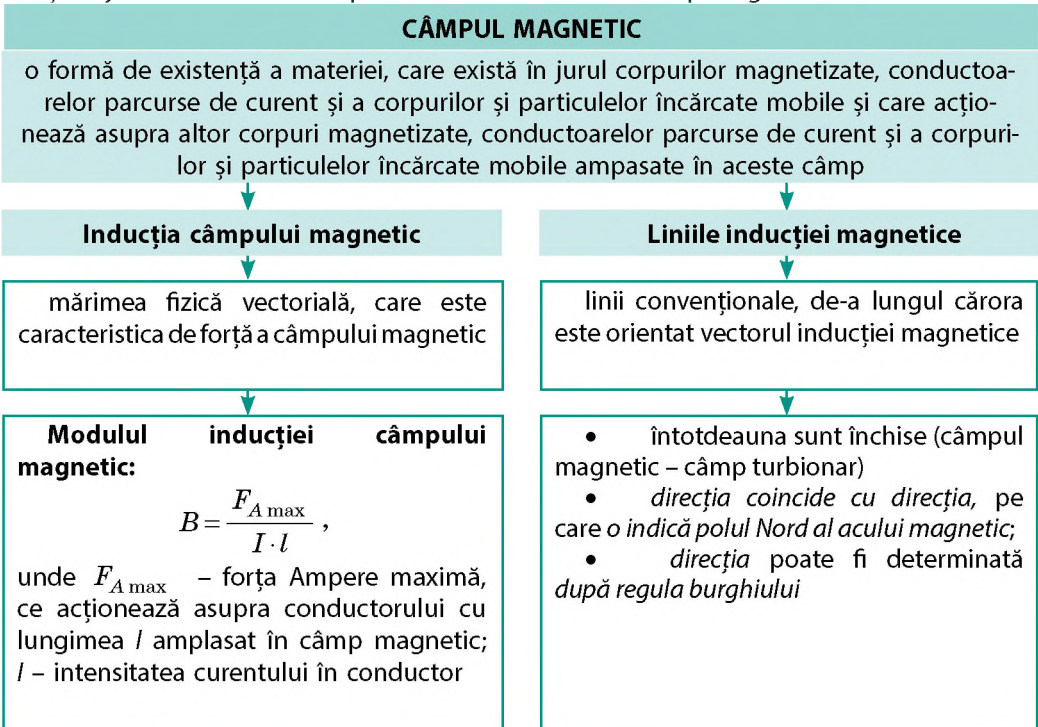 CÂMPUL MAGNETIC
o formă de existență a materiei, care există în jurul corpurilor magnetizate, conductoa-
relor parcurse de curent și a corpurilor și particulelor încărcate mobile și care acțio-
nează asupra altor corpuri magnetizate, conductoarelor parcurse de curent și a corpuri-
lor și particulelor încărcate mobile ampasate în aceste câmp
Inducția câmpului magnetic
mărimea fizică vectorială, care este
caracteristica de forță a câmpului magnetic
Modulul inducției câmpului
magnetic:
B = F_{A max} / (I · l) ,
unde F_{A max} – forța Ampere maximă,
ce acționează asupra conductorului cu
lungimea l amplasat în câmp magnetic;
I – intensitatea curentului în conductor
Liniile inducției magnetice
linii convenționale, de-a lungul cărora
este orientat vectorul inducției magnetice
• întotdeauna sunt închise (câmpul
magnetic – câmp turbionar)
• direcția coincide cu direcția, pe
care o indică polul Nord al acului magnetic;
• direcția poate fi determinată
după regula burghiului